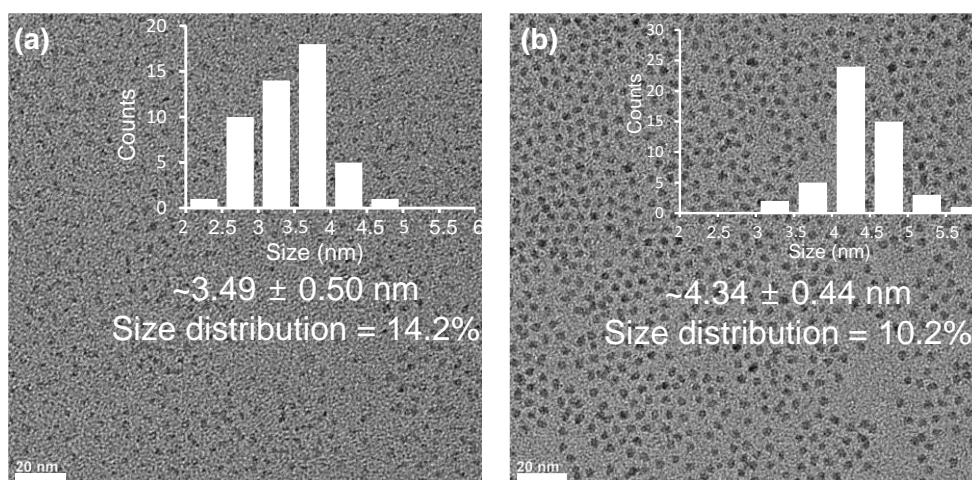 (a)
20
15
10
5
0
Counts
2 2.5 3 3.5 4 4.5 5 5.5 6
Size (nm)
~3.49 ± 0.50 nm
Size distribution = 14.2%
20 nm
(b)
30
25
20
15
10
5
0
Counts
2 2.5 3 3.5 4 4.5 5 5.5
Size (nm)
~4.34 ± 0.44 nm
Size distribution = 10.2%
20 nm